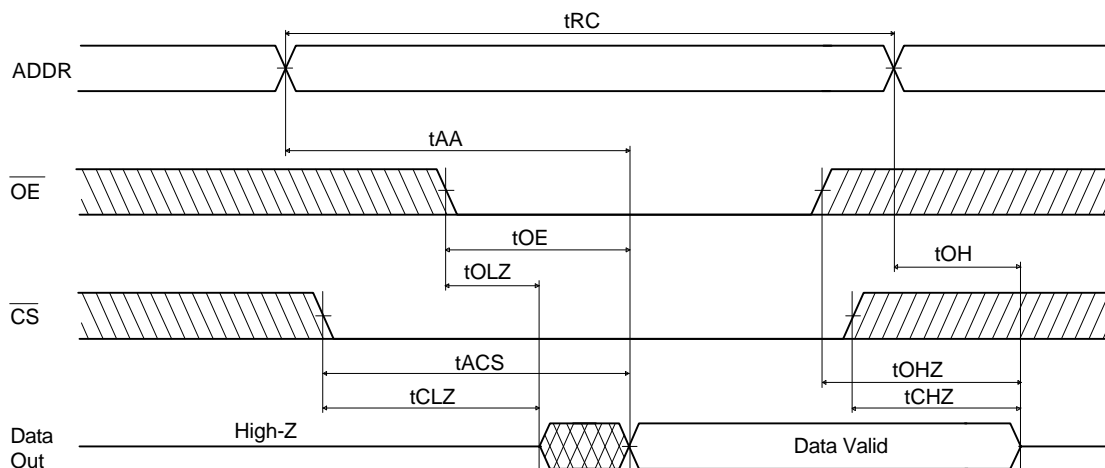 tRC
ADDR
tAA
OE
tOE
tOH
tOLZ
CS
tACS
tOHZ
tCLZ
tCHZ
High-Z
Data Valid
Data
Out